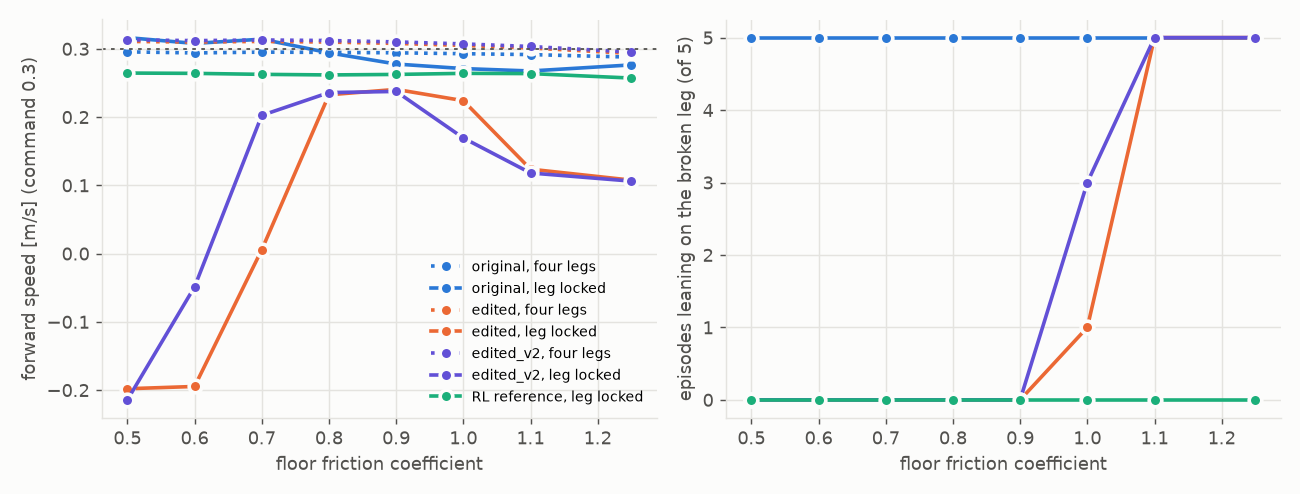 forward speed [m/s] (command 0.3)
0.3
0.2
0.1
0.0
−0.1
−0.2
0.5 0.6 0.7 0.8 0.9 1.0 1.1 1.2
floor friction coefficient
original, four legs
original, leg locked
edited, four legs
edited, leg locked
edited_v2, four legs
edited_v2, leg locked
RL reference, leg locked
episodes leaning on the broken leg (of 5)
5
4
3
2
1
0
0.5 0.6 0.7 0.8 0.9 1.0 1.1 1.2
floor friction coefficient